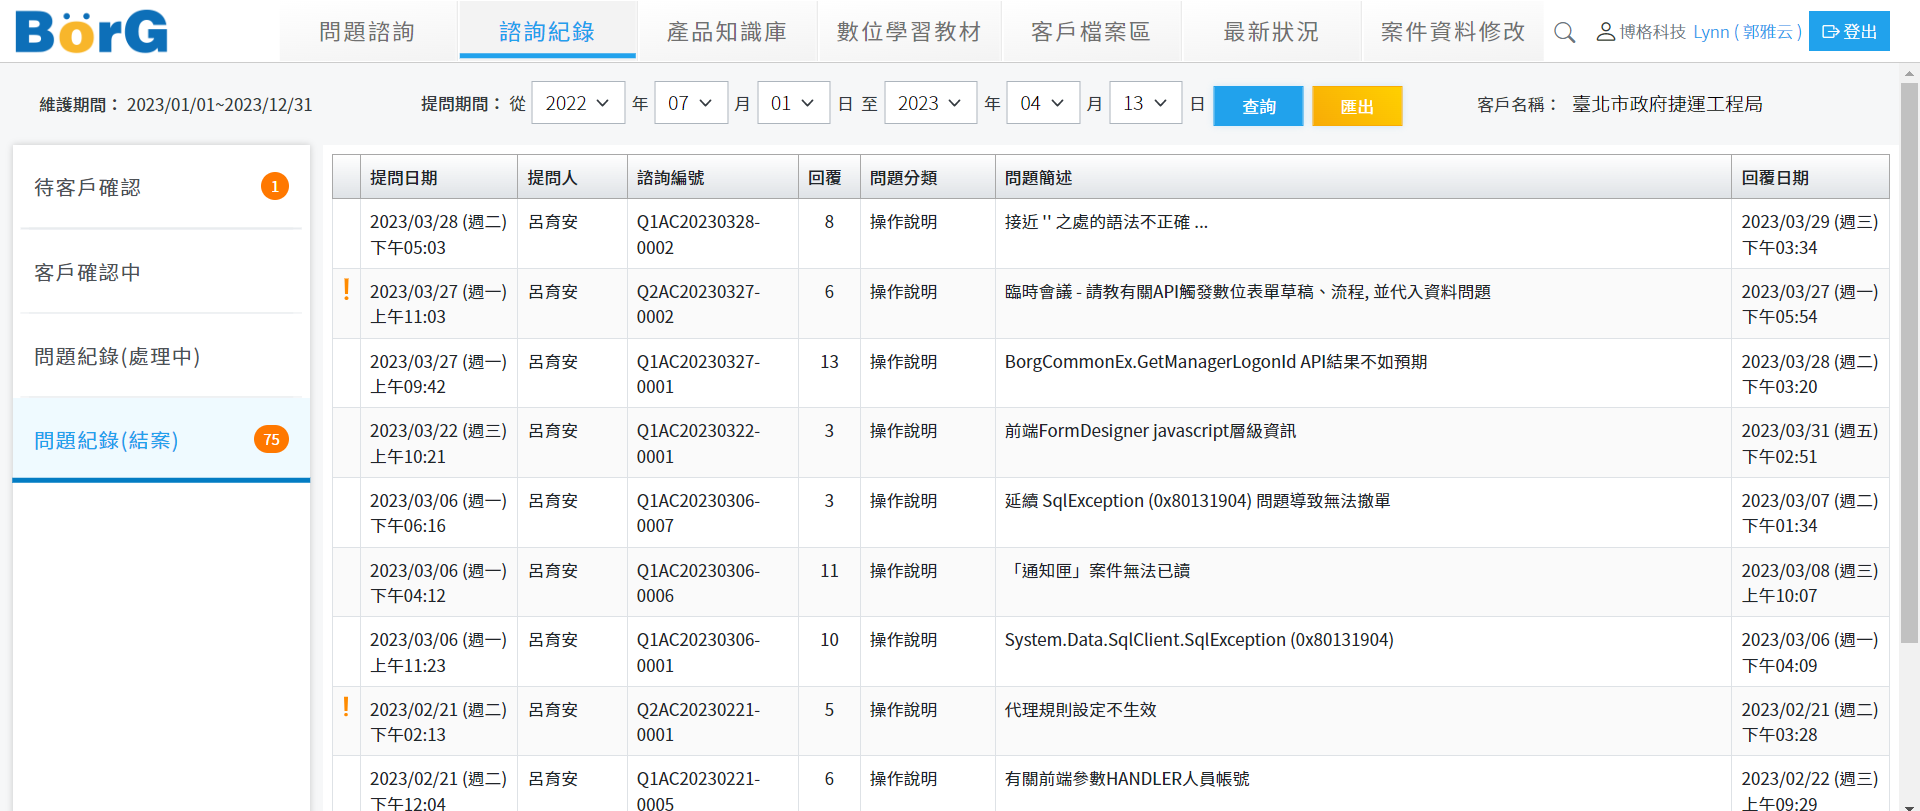 BörG
問題諮詢 諮詢紀錄 產品知識庫 數位學習教材 客戶檔案區 最新狀況 案件資料修改 博格科技 Lynn ( 郭雅云 ) 登出
維護期間： 2023/01/01~2023/12/31 提問期間： 從 2022 年 07 月 01 日 至 2023 年 04 月 13 日 查詢 匯出 客戶名稱： 臺北市政府捷運工程局
待客戶確認 1
客戶確認中
問題紀錄(處理中)
問題紀錄(結案) 75
提問日期 提問人 諮詢編號 回覆 問題分類 問題簡述 回覆日期
2023/03/28 (週二) 呂育安 Q1AC20230328- 8 操作說明 接近 '' 之處的語法不正確 ... 2023/03/29 (週三)
下午05:03 0002 下午03:34
! 2023/03/27 (週一) 呂育安 Q2AC20230327- 6 操作說明 臨時會議 - 請教有關API觸發數位表單草稿、流程, 並代入資料問題 2023/03/27 (週一)
上午11:03 0002 下午05:54
2023/03/27 (週一) 呂育安 Q1AC20230327- 13 操作說明 BorgCommonEx.GetManagerLogonId API結果不如預期 2023/03/28 (週二)
上午09:42 0001 下午03:20
2023/03/22 (週三) 呂育安 Q1AC20230322- 3 操作說明 前端FormDesigner javascript層級資訊 2023/03/31 (週五)
上午10:21 0001 下午02:51
2023/03/06 (週一) 呂育安 Q1AC20230306- 3 操作說明 延續 SqlException (0x80131904) 問題導致無法撤單 2023/03/07 (週二)
下午06:16 0007 下午01:34
2023/03/06 (週一) 呂育安 Q1AC20230306- 11 操作說明 「通知匣」案件無法已讀 2023/03/08 (週三)
下午04:12 0006 上午10:07
2023/03/06 (週一) 呂育安 Q1AC20230306- 10 操作說明 System.Data.SqlClient.SqlException (0x80131904) 2023/03/06 (週一)
上午11:23 0001 下午04:09
! 2023/02/21 (週二) 呂育安 Q2AC20230221- 5 操作說明 代理規則設定不生效 2023/02/21 (週二)
下午02:13 0001 下午03:28
2023/02/21 (週二) 呂育安 Q1AC20230221- 6 操作說明 有關前端參數HANDLER人員帳號 2023/02/22 (週三)
下午12:04 0005 上午09:29